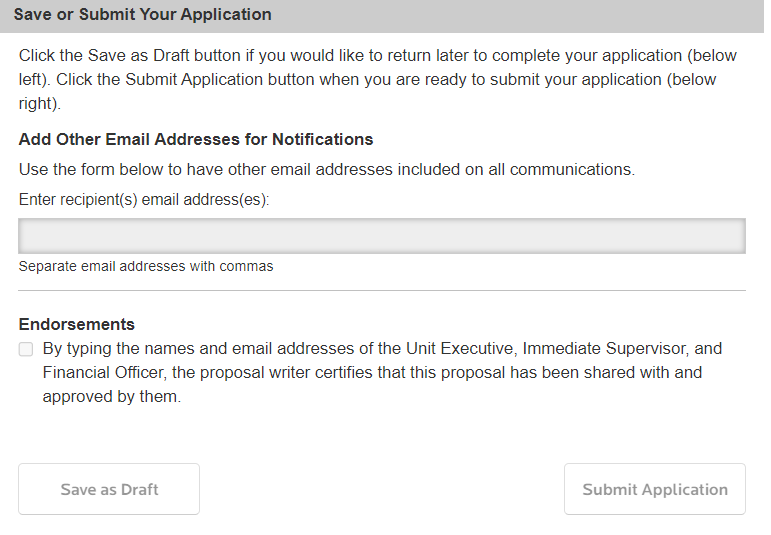 Save or Submit Your Application
Click the Save as Draft button if you would like to return later to complete your application (below
left). Click the Submit Application button when you are ready to submit your application (below
right).
Add Other Email Addresses for Notifications
Use the form below to have other email addresses included on all communications.
Enter recipient(s) email address(es):
Separate email addresses with commas
Endorsements
By typing the names and email addresses of the Unit Executive, Immediate Supervisor, and
Financial Officer, the proposal writer certifies that this proposal has been shared with and
approved by them.
Save as Draft
Submit Application